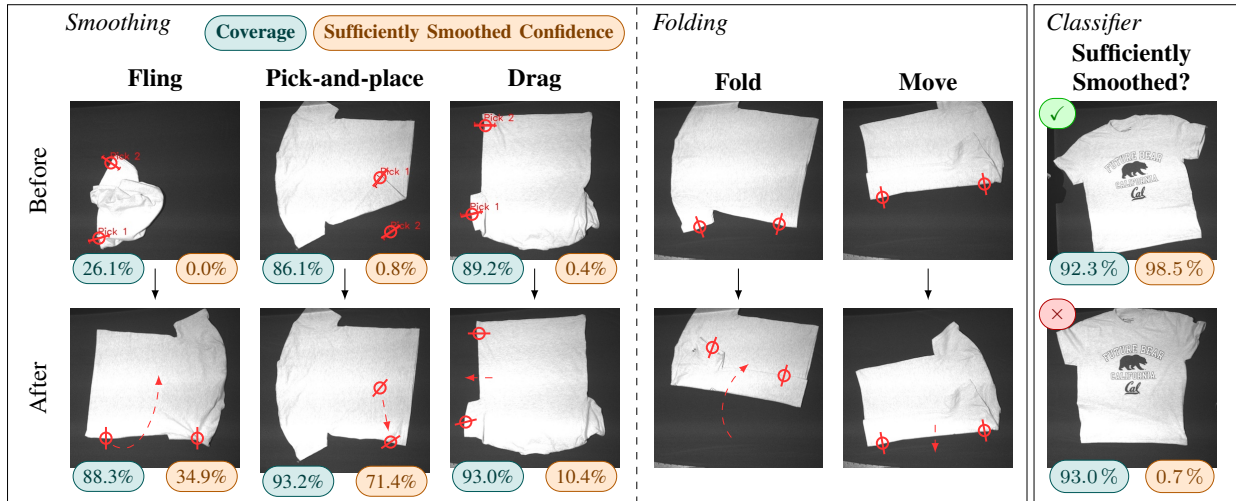 Smoothing
Coverage
Sufficiently Smoothed Confidence
Folding
Classifier
Fling
Pick-and-place
Drag
Fold
Move
Sufficiently
Smoothed?
Before
Pick 2
Pick 1
Pick 1
Pick 2
Pick 2
Pick 1
✓
FUTURE BEAR
CALIFORNIA
Cal
26.1%
0.0%
86.1%
0.8%
89.2%
0.4%
92.3 %
98.5 %
After
×
FUTURE BEAR
CALIFORNIA
Cal
88.3%
34.9%
93.2%
71.4%
93.0%
10.4%
93.0 %
0.7 %